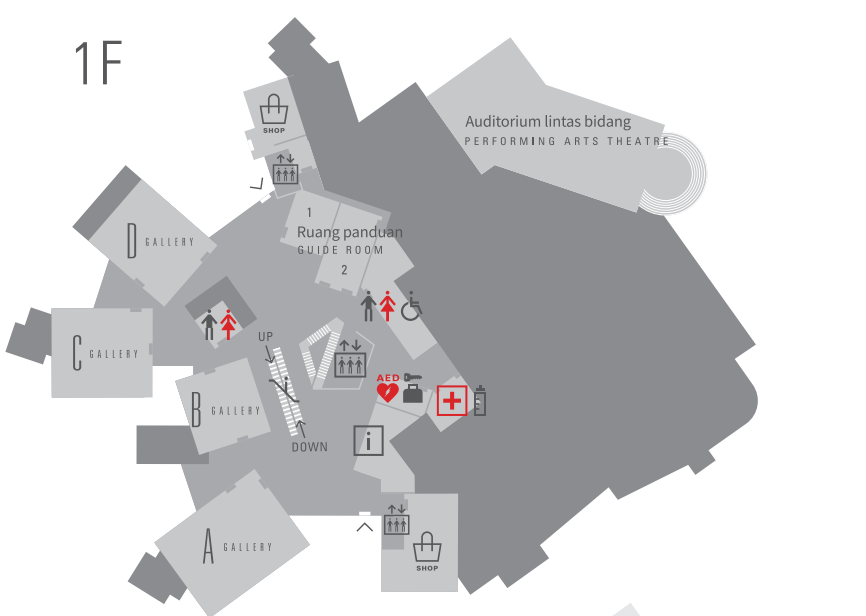 1F
SHOP
Auditorium lintas bidang
PERFORMING ARTS THEATRE
1
Ruang panduan
GUIDE ROOM
2
D GALLERY
C GALLERY
UP
AED
B GALLERY
DOWN
i
A GALLERY
SHOP